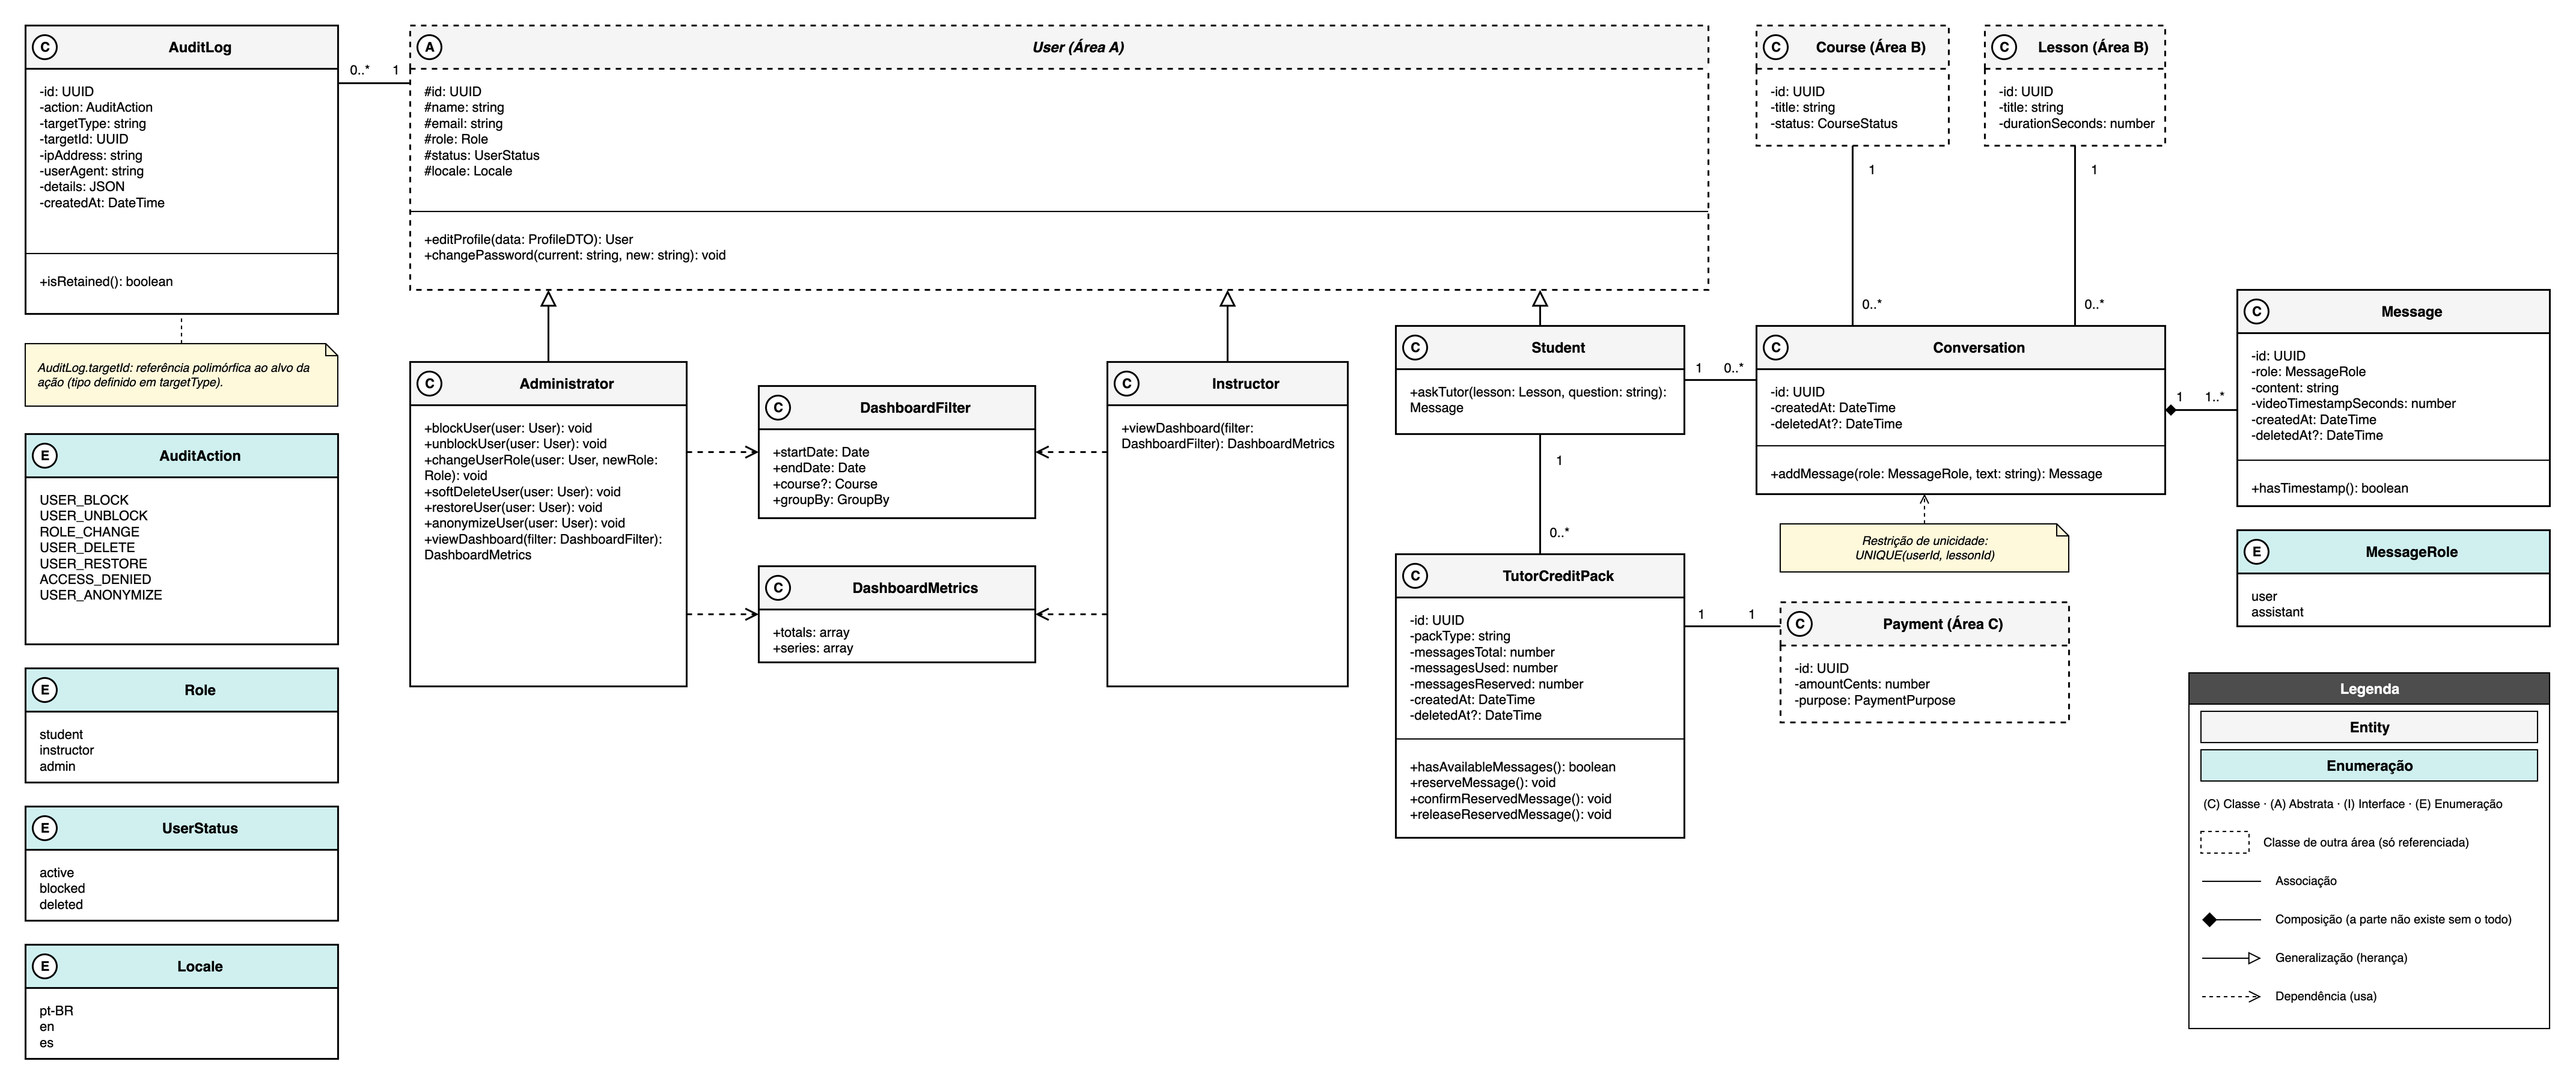 C
AuditLog
-id: UUID
-action: AuditAction
-targetType: string
-targetId: UUID
-ipAddress: string
-userAgent: string
-details: JSON
-createdAt: DateTime
+isRetained(): boolean
0..*
1
AuditLog.targetId: referência polimórfica ao alvo da
ação (tipo definido em targetType).
E
AuditAction
USER_BLOCK
USER_UNBLOCK
ROLE_CHANGE
USER_DELETE
USER_RESTORE
ACCESS_DENIED
USER_ANONYMIZE
E
Role
student
instructor
admin
E
UserStatus
active
blocked
deleted
E
Locale
pt-BR
en
es
A
User (Área A)
#id: UUID
#name: string
#email: string
#role: Role
#status: UserStatus
#locale: Locale
+editProfile(data: ProfileDTO): User
+changePassword(current: string, new: string): void
C
Administrator
+blockUser(user: User): void
+unblockUser(user: User): void
+changeUserRole(user: User, newRole:
Role): void
+softDeleteUser(user: User): void
+restoreUser(user: User): void
+anonymizeUser(user: User): void
+viewDashboard(filter: DashboardFilter):
DashboardMetrics
C
DashboardFilter
+startDate: Date
+endDate: Date
+course?: Course
+groupBy: GroupBy
C
DashboardMetrics
+totals: array
+series: array
C
Instructor
+viewDashboard(filter:
DashboardFilter): DashboardMetrics
C
Student
+askTutor(lesson: Lesson, question: string):
Message
1
0..*
1
0..*
C
TutorCreditPack
-id: UUID
-packType: string
-messagesTotal: number
-messagesUsed: number
-messagesReserved: number
-createdAt: DateTime
-deletedAt?: DateTime
+hasAvailableMessages(): boolean
+reserveMessage(): void
+confirmReservedMessage(): void
+releaseReservedMessage(): void
1
1
C
Course (Área B)
-id: UUID
-title: string
-status: CourseStatus
1
0..*
C
Lesson (Área B)
-id: UUID
-title: string
-durationSeconds: number
1
0..*
C
Conversation
-id: UUID
-createdAt: DateTime
-deletedAt?: DateTime
+addMessage(role: MessageRole, text: string): Message
1
1..*
Restrição de unicidade:
UNIQUE(userId, lessonId)
C
Payment (Área C)
-id: UUID
-amountCents: number
-purpose: PaymentPurpose
C
Message
-id: UUID
-role: MessageRole
-content: string
-videoTimestampSeconds: number
-createdAt: DateTime
-deletedAt?: DateTime
+hasTimestamp(): boolean
E
MessageRole
user
assistant
Legenda
Entity
Enumeração
(C) Classe · (A) Abstrata · (I) Interface · (E) Enumeração
Classe de outra área (só referenciada)
Associação
Composição (a parte não existe sem o todo)
Generalização (herança)
Dependência (usa)